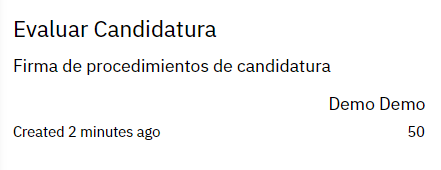 Evaluar Candidatura
Firma de procedimientos de candidatura
Demo Demo
Created 2 minutes ago 50